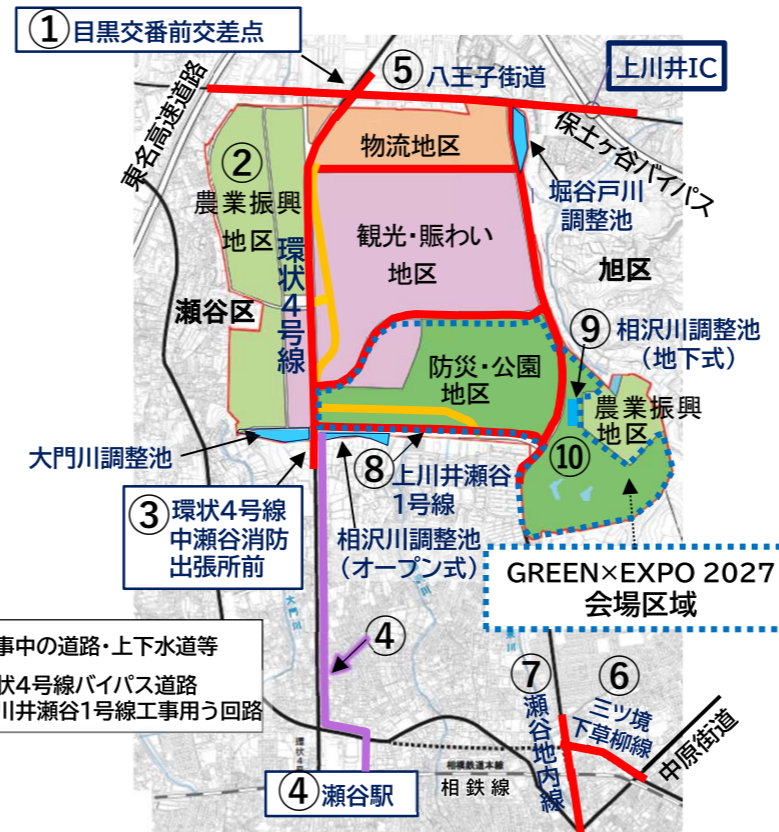 ①目黒交番前交差点
⑤八王子街道
上川井IC
東名高速道路
保土ヶ谷バイパス
物流地区
②
農業振興
地区
堀谷戸川
調整池
観光・賑わい
地区
環状4号線
旭区
瀬谷区
⑨相沢川調整池
(地下式)
防災・公園
地区
農業振興
地区
⑩
大門川調整池
⑧上川井瀬谷
1号線
③環状4号線
中瀬谷消防
出張所前
相沢川調整池
(オープン式)
GREEN×EXPO 2027
会場区域
大門川
事中の道路・上下水道等
状4号線バイパス道路
川井瀬谷1号線工事用う回路
④
⑦
瀬谷地内線
⑥
三ツ境
下草柳線
中原街道
相模鉄道本線
相鉄線
④瀬谷駅